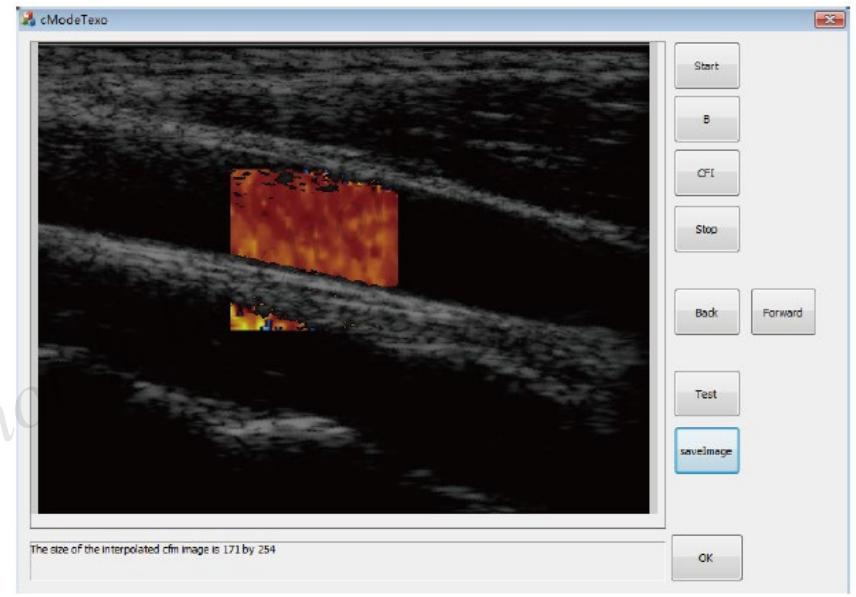 cModeTexo
Start
B
CFI
Stop
Back
Forward
Test
saveImage
The size of the interpolated cfm image is 171 by 254
OK